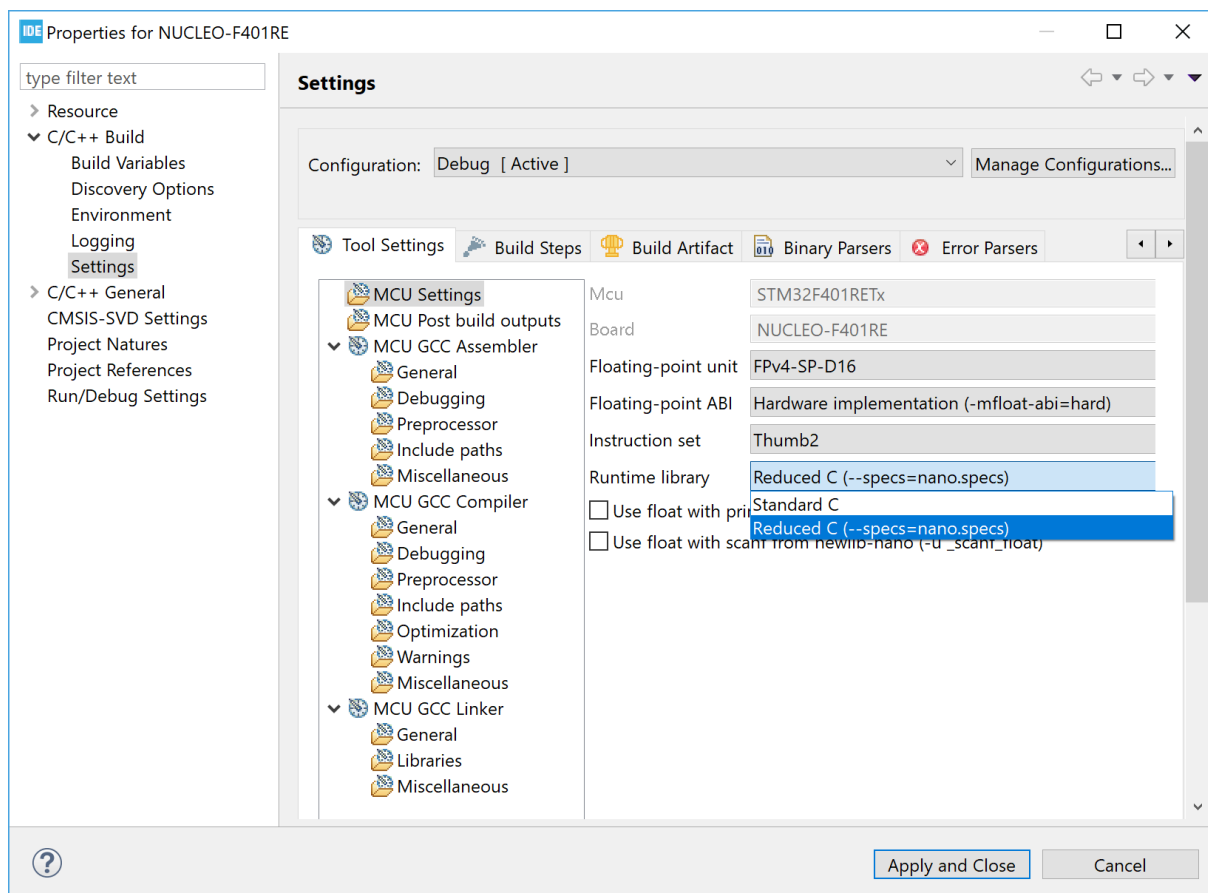 IDE Properties for NUCLEO-F401RE
type filter text
Resource
C/C++ Build
Build Variables
Discovery Options
Environment
Logging
Settings
C/C++ General
CMSIS-SVD Settings
Project Natures
Project References
Run/Debug Settings
Settings
Configuration: Debug [ Active ] Manage Configurations...
Tool Settings Build Steps Build Artifact Binary Parsers Error Parsers
MCU Settings
MCU Post build outputs
MCU GCC Assembler
General
Debugging
Preprocessor
Include paths
Miscellaneous
MCU GCC Compiler
General
Debugging
Preprocessor
Include paths
Optimization
Warnings
Miscellaneous
MCU GCC Linker
General
Libraries
Miscellaneous
Mcu STM32F401RETx
Board NUCLEO-F401RE
Floating-point unit FPv4-SP-D16
Floating-point ABI Hardware implementation (-mfloat-abi=hard)
Instruction set Thumb2
Runtime library Reduced C (--specs=nano.specs)
Standard C
Reduced C (--specs=nano.specs)
Use float with pri
Use float with scanf from newlib-nano (-u _scanf_float)
? Apply and Close Cancel